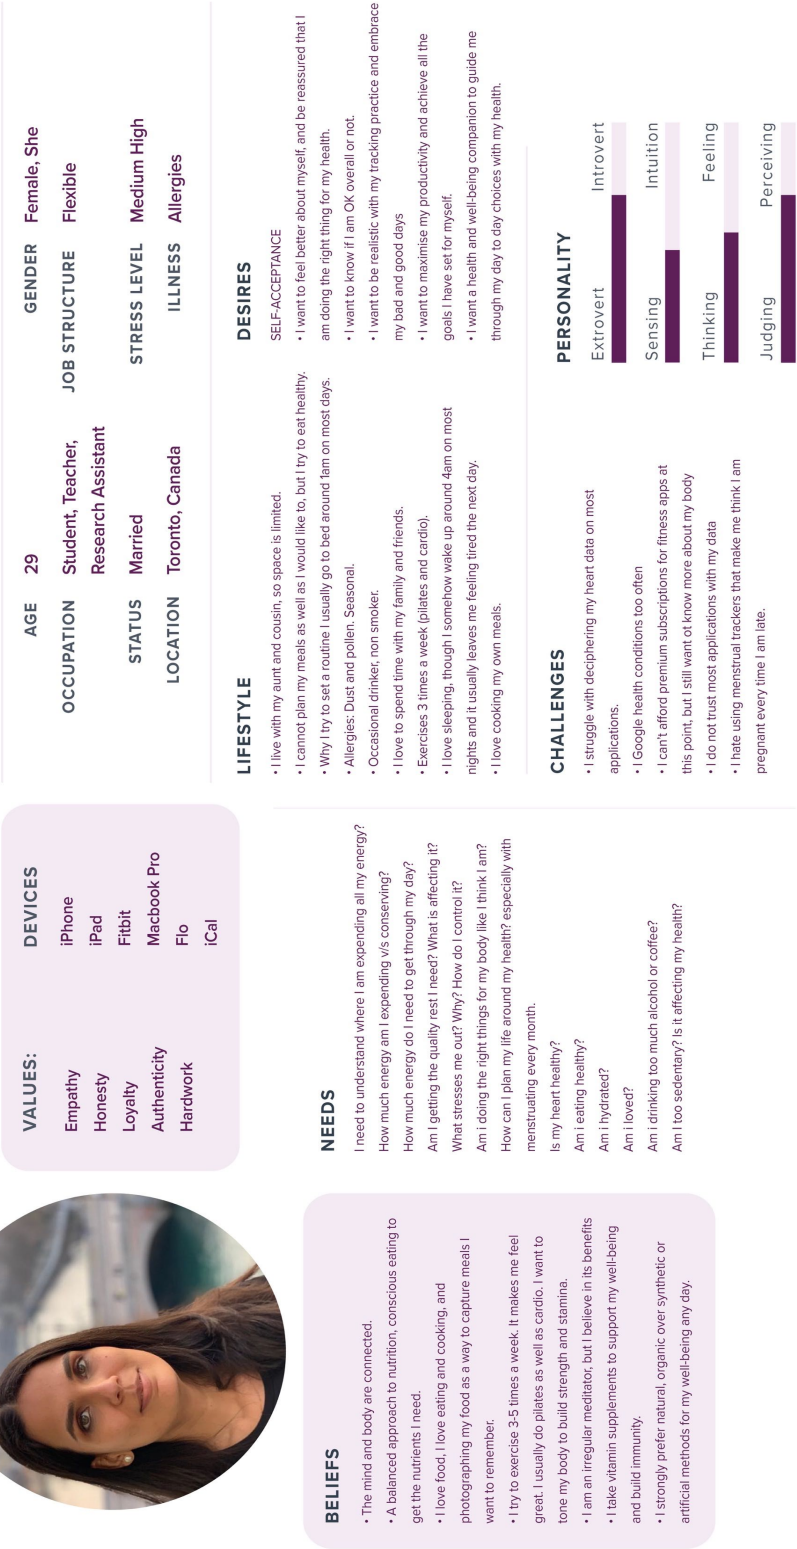 VALUES:
Empathy
Honesty
Loyalty
Authenticity
Hardwork
DEVICES
iPhone
iPad
Fitbit
Macbook Pro
Flo
iCal
AGE 29
OCCUPATION Student, Teacher,
Research Assistant
STATUS Married
LOCATION Toronto, Canada
GENDER Female, She
JOB STRUCTURE Flexible
STRESS LEVEL Medium High
ILLNESS Allergies
BELIEFS
• The mind and body are connected.
• A balanced approach to nutrition, conscious eating to
get the nutrients I need.
• I love food, I love eating and cooking, and
photographing my food as a way to capture meals I
want to remember.
• I try to exercise 3-5 times a week. It makes me feel
great. I usually do pilates as well as cardio. I want to
tone my body to build strength and stamina.
• I am an irregular meditator, but I believe in its benefits
• I take vitamin supplements to support my well-being
and build immunity.
• I strongly prefer natural, organic over synthetic or
artificial methods for my well-being any day.
NEEDS
I need to understand where I am expending all my energy?
How much energy am I expending v/s conserving?
How much energy do I need to get through my day?
Am I getting the quality rest I need? What is affecting it?
What stresses me out? Why? How do I control it?
Am i doing the right things for my body like I think I am?
How can I plan my life around my health? especially with
menstruating every month.
Is my heart healthy?
Am i eating healthy?
Am i hydrated?
Am i loved?
Am i drinking too much alcohol or coffee?
Am I too sedentary? Is it affecting my health?
LIFESTYLE
• I live with my aunt and cousin, so space is limited.
• I cannot plan my meals as well as I would like to, but I try to eat healthy.
• Why I try to set a routine I usually go to bed around 1am on most days.
• Allergies: Dust and pollen. Seasonal.
• Occasional drinker, non smoker.
• I love to spend time with my family and friends.
• Exercises 3 times a week (pilates and cardio).
• I love sleeping, though I somehow wake up around 4am on most
nights and it usually leaves me feeling tired the next day.
• I love cooking my own meals.
DESIRES
SELF-ACCEPTANCE
• I want to feel better about myself, and be reassured that I
am doing the right thing for my health.
• I want to know if I am OK overall or not.
• I want to be realistic with my tracking practice and embrace
my bad and good days
• I want to maximise my productivity and achieve all the
goals I have set for myself.
• I want a health and well-being companion to guide me
through my day to day choices with my health.
CHALLENGES
• I struggle with deciphering my heart data on most
applications.
• I Google health conditions too often
• I can't afford premium subscriptions for fitness apps at
this point, but I still want ot know more about my body
• I do not trust most applications with my data
• I hate using menstrual trackers that make me think I am
pregnant every time I am late.
PERSONALITY
Extrovert Introvert
Sensing Intuition
Thinking Feeling
Judging Perceiving